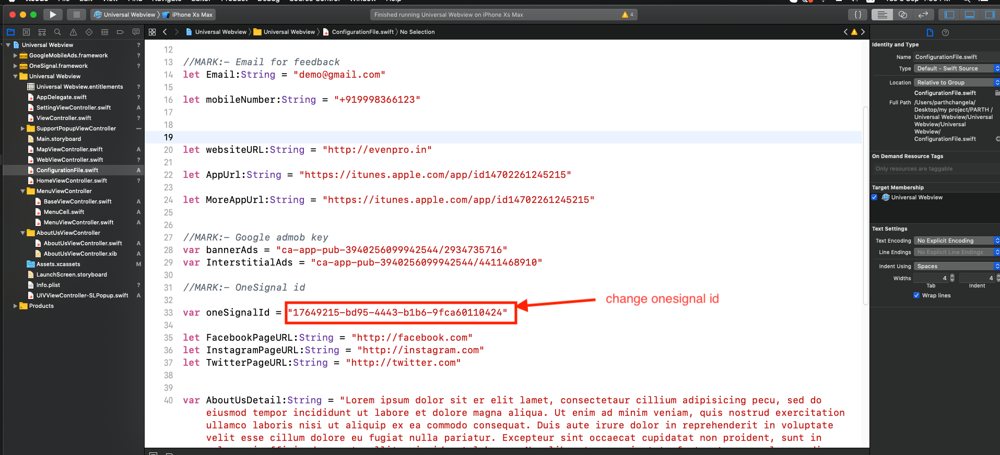 Xcode File Edit View Find Navigate Editor Product Debug Source Control Window Help
Universal Webview iPhone Xs Max
Finished running Universal Webview on iPhone Xs Max
4
{}
Universal Webview Universal Webview ConfigurationFile.swift No Selection
Universal Webview ?
GoogleMobileAds.framework ?
OneSignal.framework ?
Universal Webview
Universal Webview.entitlements ?
AppDelegate.swift ?
SettingViewController.swift A
ViewController.swift ?
SupportPopupViewController —
Main.storyboard
MapViewController.swift A
WebViewController.swift ?
ConfigurationFile.swift A
HomeViewController.swift ?
MenuViewController
BaseViewController.swift A
MenuCell.swift A
MenuViewController.swift A
AboutUsViewController
AboutUsViewController.swift A
AboutUsViewController.xib A
Assets.xcassets M
LaunchScreen.storyboard
Info.plist ?
UIVViewController-SLPopup.swift A
Products
12
13 //MARK:- Email for feedback
14 let Email:String = "demo@gmail.com"
15
16 let mobileNumber:String = "+919998366123"
17
18
19
20 let websiteURL:String = "http://evenpro.in"
21
22 let AppUrl:String = "https://itunes.apple.com/app/id14702261245215"
23
24 let MoreAppUrl:String = "https://itunes.apple.com/app/id14702261245215"
25
26
27 //MARK:- Google admob key
28 var bannerAds = "ca-app-pub-3940256099942544/2934735716"
29 var InterstitialAds = "ca-app-pub-3940256099942544/4411468910"
30
31 //MARK:- OneSignal id
32
33 var oneSignalId = "17649215-bd95-4443-b1b6-9fca60110424"
change onesignal id
34
35 let FacebookPageURL:String = "http://facebook.com"
36 let InstagramPageURL:String = "http://instagram.com"
37 let TwitterPageURL:String = "http://twitter.com"
38
39
40 var AboutUsDetail:String = "Lorem ipsum dolor sit er elit lamet, consectetaur cillium adipisicing pecu, sed do
eiusmod tempor incididunt ut labore et dolore magna aliqua. Ut enim ad minim veniam, quis nostrud exercitation
ullamco laboris nisi ut aliquip ex ea commodo consequat. Duis aute irure dolor in reprehenderit in voluptate
velit esse cillum dolore eu fugiat nulla pariatur. Excepteur sint occaecat cupidatat non proident, sunt in
Identity and Type
Name ConfigurationFile.swift
Type Default - Swift Source
Location Relative to Group
ConfigurationFile.swift
Full Path /Users/parthchangela/
Desktop/my project/PARTH /
Universal Webview/Universal
Webview/Universal
Webview/
ConfigurationFile.swift
On Demand Resource Tags
Only resources are taggable
Target Membership
Universal Webview
Text Settings
Text Encoding No Explicit Encoding
Line Endings No Explicit Line Endings
Indent Using Spaces
Widths 4 4
Tab Indent
Wrap lines